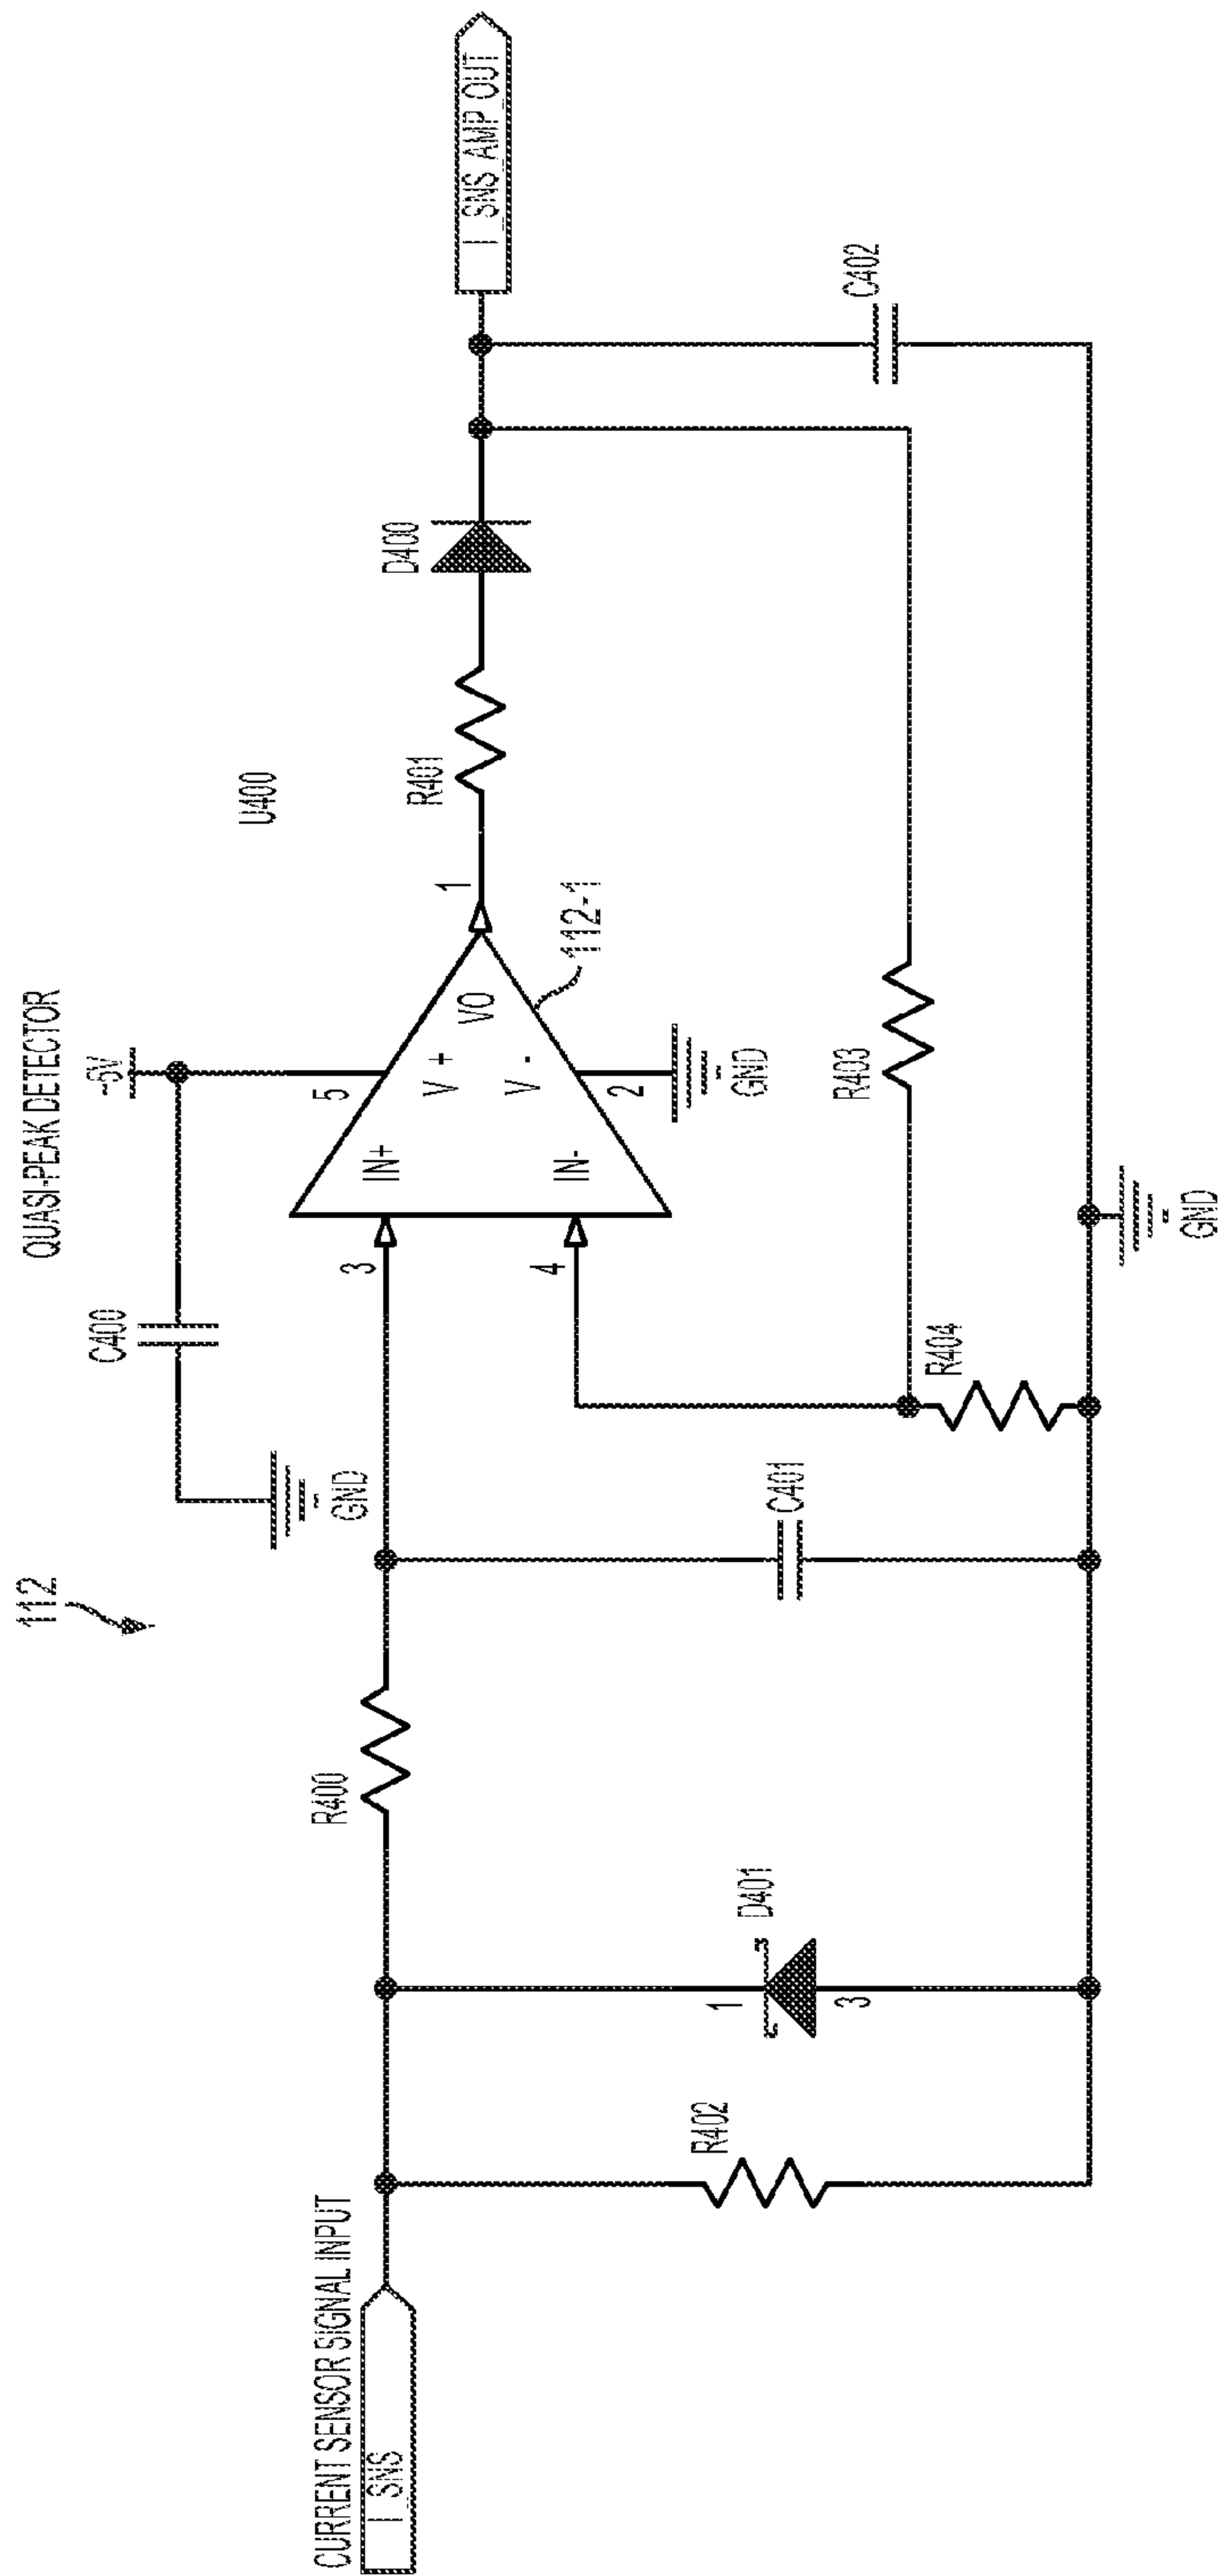 112
QUASI-PEAK DETECTOR
~5V
C400
GND
U400
CURRENT SENSOR SIGNAL INPUT
I_SNS
R400
3
IN+
5
V +
VO
1
R401
D400
I_SNS_AMP_OUT
4
IN-
V -
2
GND
112-1
R402
1
D401
3
C401
R404
R403
C402
GND